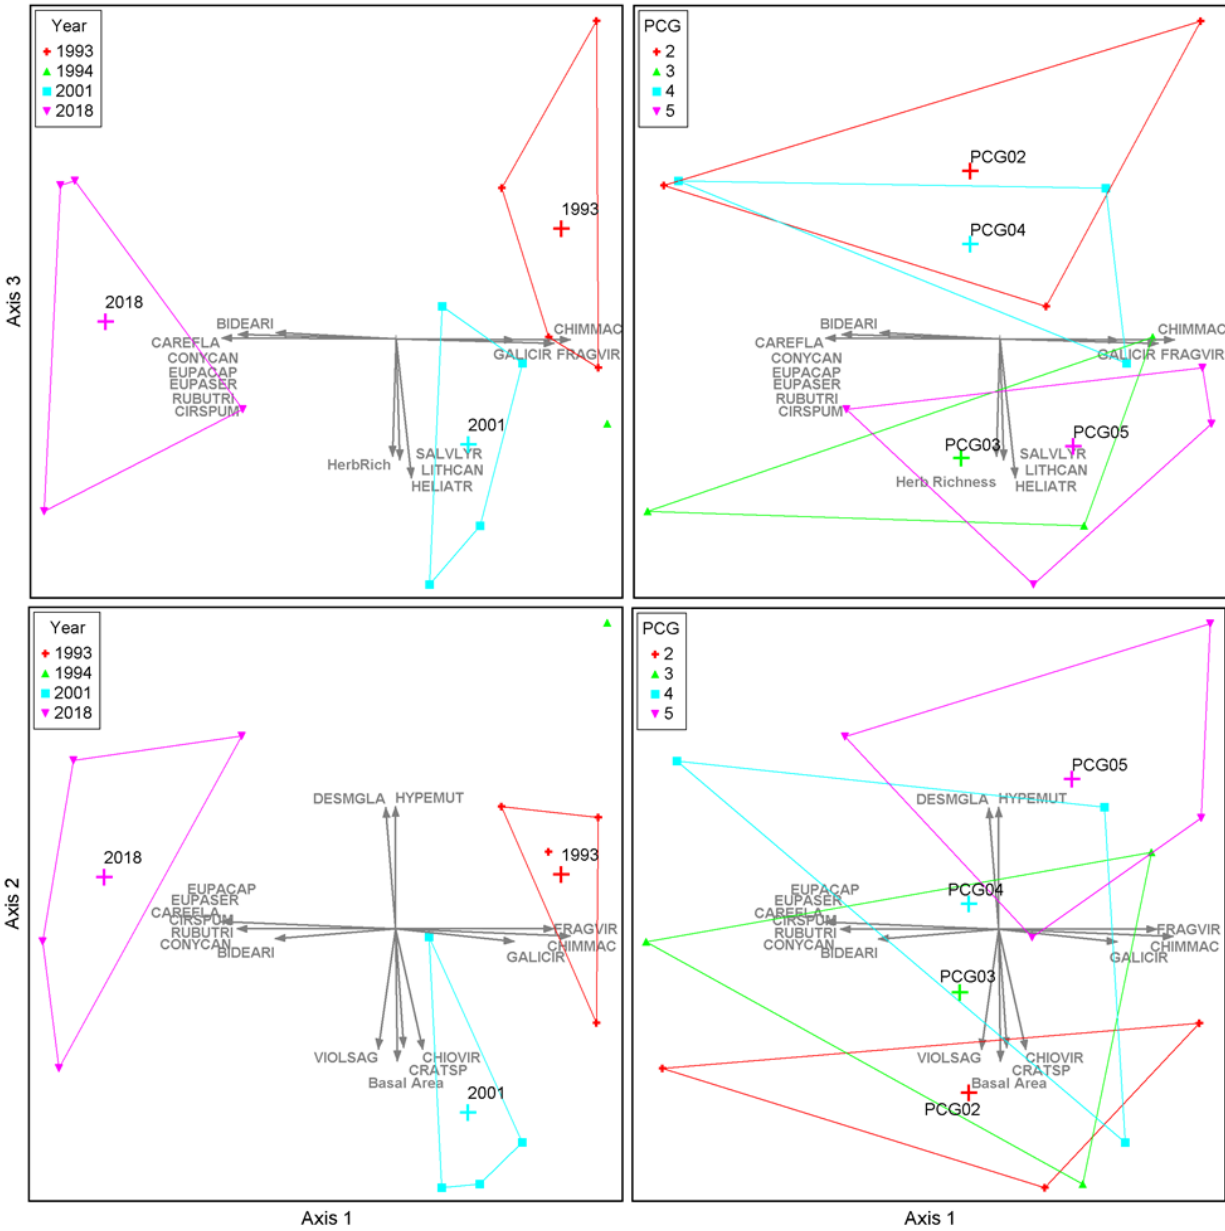 Year
1993
1994
2001
2018
1993
2018
2001
BIDEARI
CAREFLA
CONYCAN
EUPACAP
EUPASER
RUBUTRI
CIRSPUM
CHIMMAC
GALICIR FRAGVIR
HerbRich
SALVLYR
LITHCAN
HELIATR
Axis 3
PCG
2
3
4
5
PCG02
PCG04
BIDEARI
CAREFLA
CONYCAN
EUPACAP
EUPASER
RUBUTRI
CIRSPUM
CHIMMAC
GALICIR FRAGVIR
PCG03
PCG05
SALVLYR
LITHCAN
Herb Richness
HELIATR
Year
1993
1994
2001
2018
DESMGLA
HYPEMUT
2018
1993
EUPACAP
EUPASER
CAREFLA
CIRSPUM
RUBUTRI
CONYCAN
BIDEARI
FRAGVIR
CHIMMAC
GALICIR
VIOLSAG
CHIOVIR
CRATSP
Basal Area
2001
Axis 2
Axis 1
PCG
2
3
4
5
PCG05
DESMGLA
HYPEMUT
PCG04
EUPACAP
EUPASER
CAREFLA
CIRSPUM
RUBUTRI
CONYCAN
BIDEARI
FRAGVIR
CHIMMAC
GALICIR
PCG03
VIOLSAG
CHIOVIR
CRATSP
Basal Area
PCG02
Axis 1